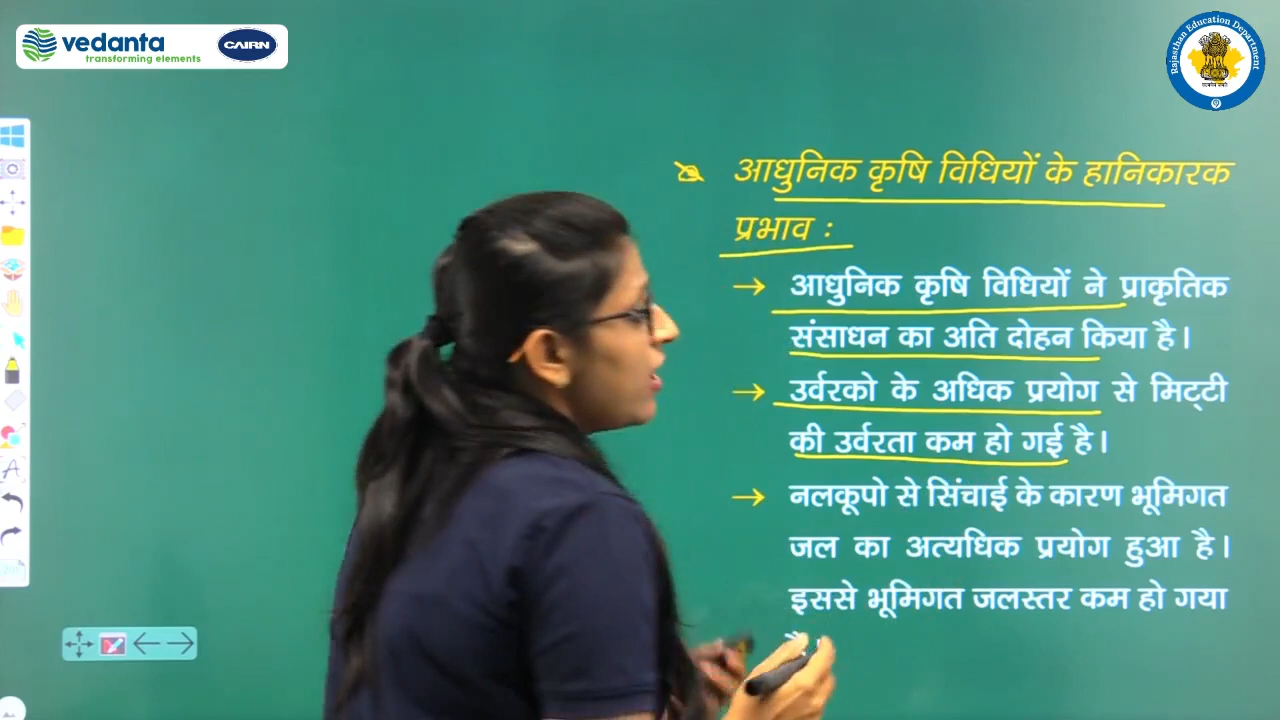 vedanta
transforming elements
CAIRN
Rajasthan Education Department
आधुनिक कृषि विधियों के हानिकारक
प्रभाव :
→ आधुनिक कृषि विधियों ने प्राकृतिक
संसाधन का अति दोहन किया है।
→ उर्वरको के अधिक प्रयोग से मिट्टी
की उर्वरता कम हो गई है।
→ नलकूपो से सिंचाई के कारण भूमिगत
जल का अत्यधिक प्रयोग हुआ है।
इससे भूमिगत जलस्तर कम हो गया